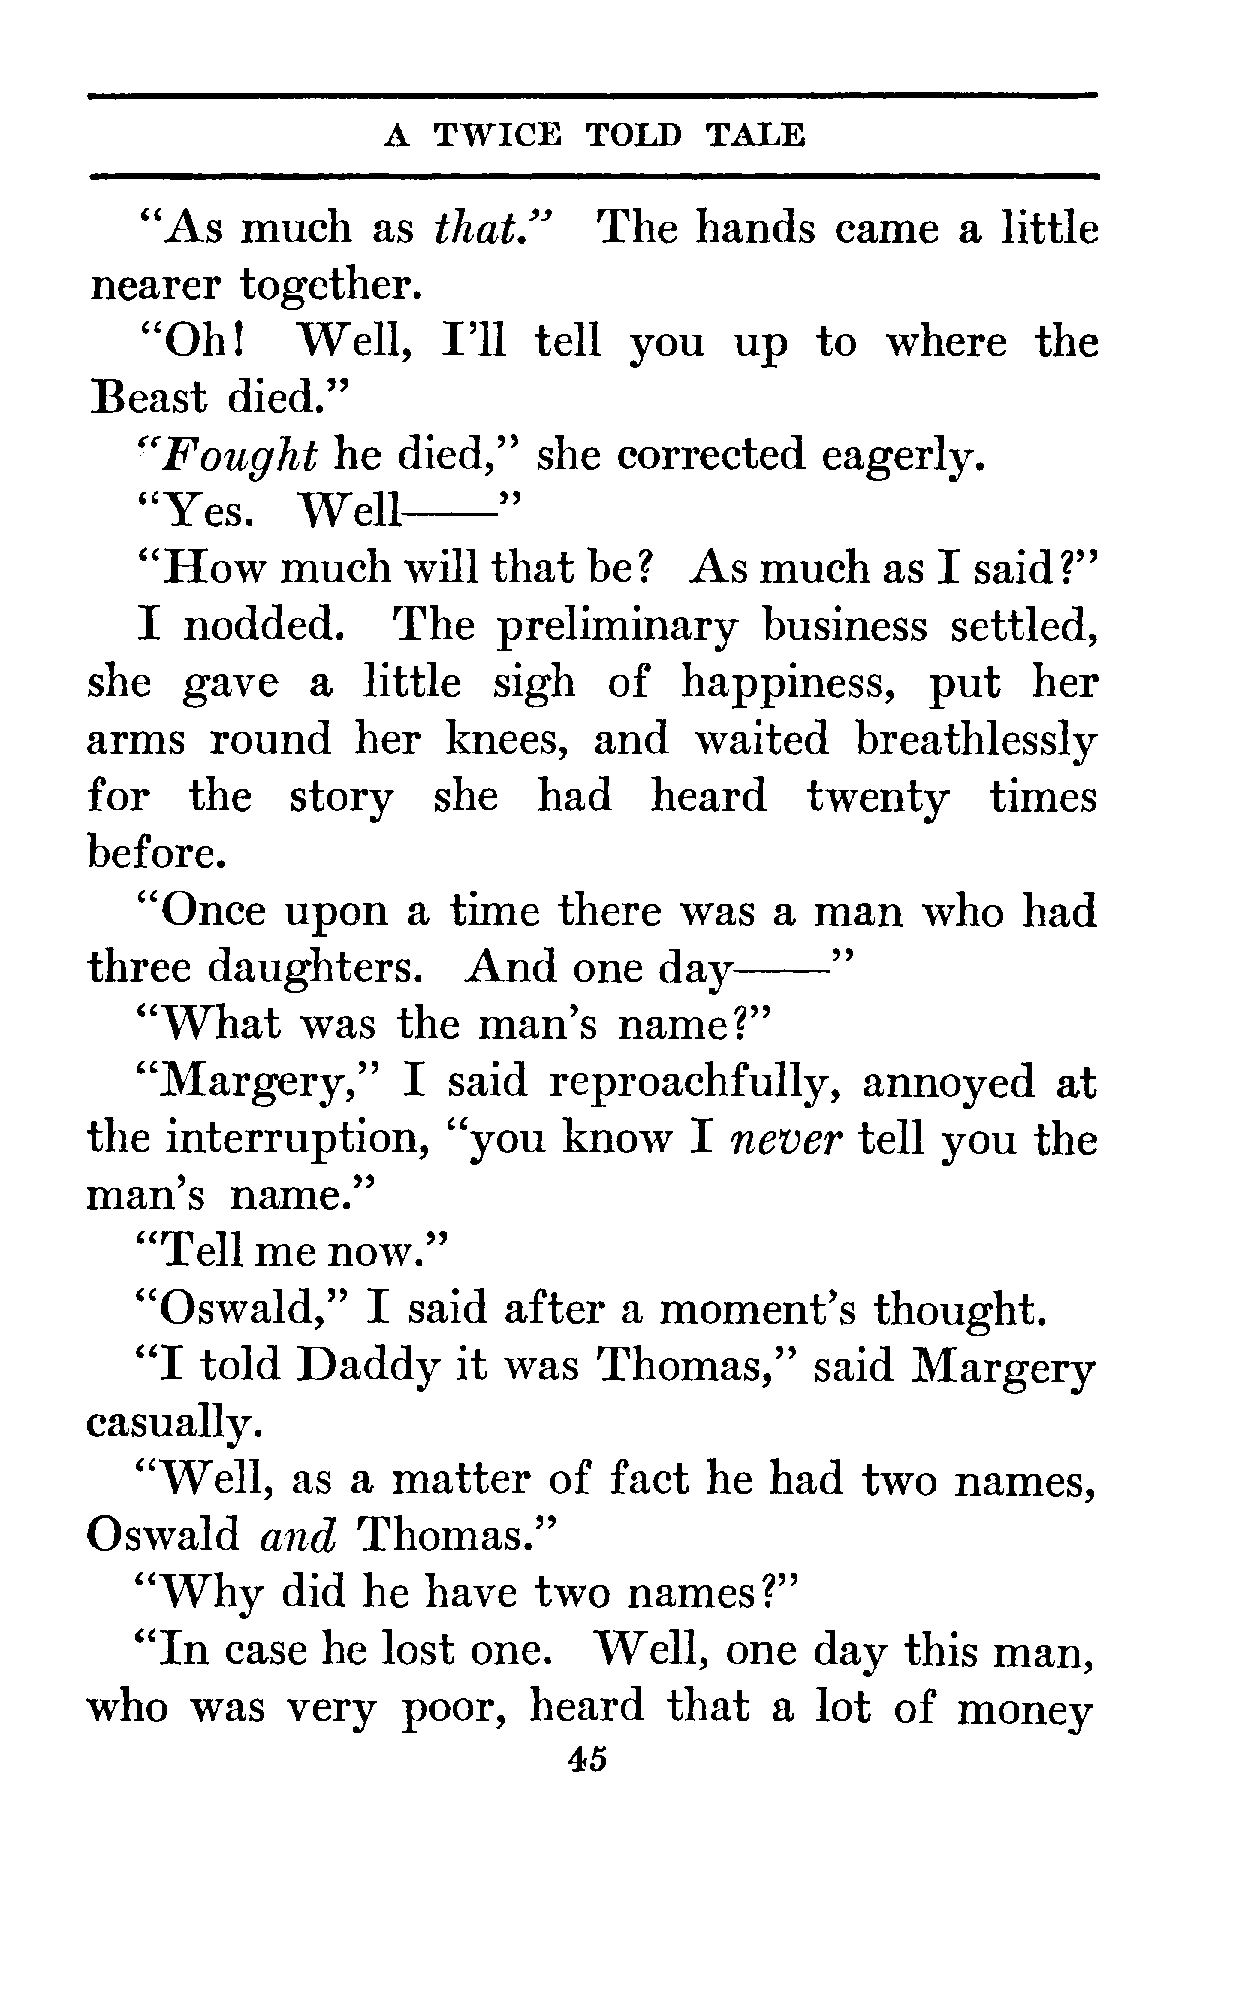 A TWICE TOLD TALE
“As much as that.” The hands came a little
nearer together.
“Oh! Well, I’ll tell you up to where the
Beast died.”
“Fought he died,” she corrected eagerly.
“Yes. Well——”
“How much will that be? As much as I said?”
I nodded. The preliminary business settled,
she gave a little sigh of happiness, put her
arms round her knees, and waited breathlessly
for the story she had heard twenty times
before.
“Once upon a time there was a man who had
three daughters. And one day——”
“What was the man’s name?”
“Margery,” I said reproachfully, annoyed at
the interruption, “you know I never tell you the
man’s name.”
“Tell me now.”
“Oswald,” I said after a moment’s thought.
“I told Daddy it was Thomas,” said Margery
casually.
“Well, as a matter of fact he had two names,
Oswald and Thomas.”
“Why did he have two names?”
“In case he lost one. Well, one day this man,
who was very poor, heard that a lot of money
45